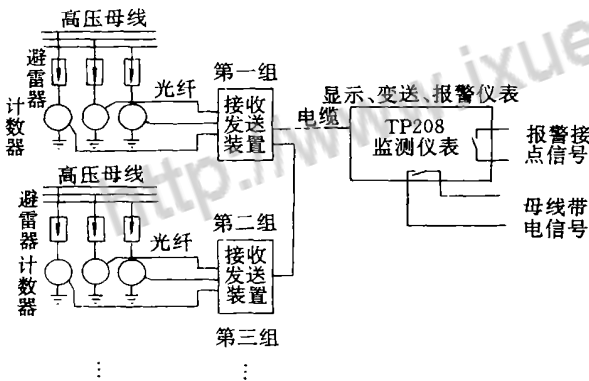 高压母线
避雷器
计数器
光纤
第一组
接收
发送
装置
电缆
显示、变送、报警仪表
TP208
监测仪表
报警接
点信号
母线带
电信号
高压母线
避雷器
计数器
光纤
第二组
接收
发送
装置
第三组
http://www.ixue